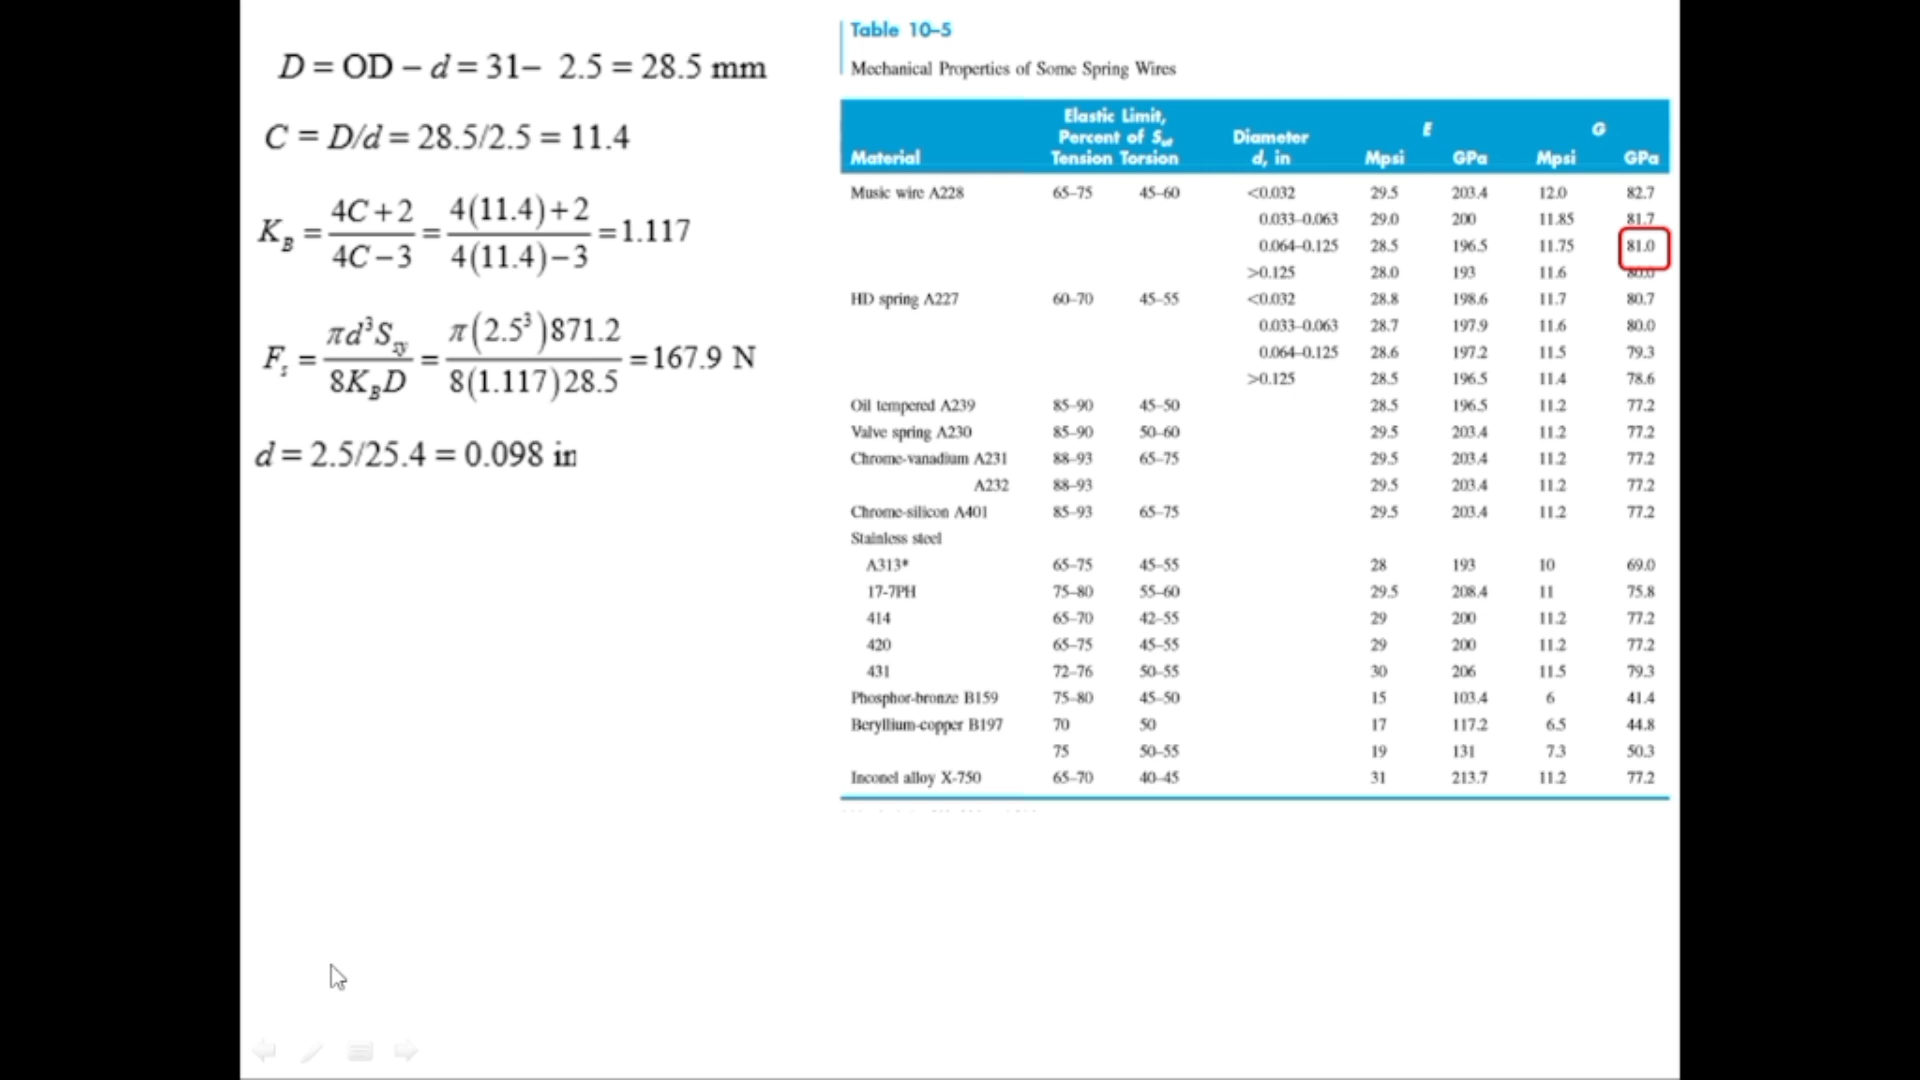 D = OD – d = 31– 2.5 = 28.5 mm
C = D/d = 28.5/2.5 = 11.4
K_B = (4C+2)/(4C−3) = (4(11.4)+2)/(4(11.4)−3) = 1.117
F_s = πd³S_sy/(8K_BD) = π(2.5³)871.2/(8(1.117)28.5) = 167.9 N
d = 2.5/25.4 = 0.098 in
Table 10–5
Mechanical Properties of Some Spring Wires
Elastic Limit,
Percent of S_ut Diameter E G
Material Tension Torsion d, in Mpsi GPa Mpsi GPa
Music wire A228 65–75 45–60 <0.032 29.5 203.4 12.0 82.7
0.033–0.063 29.0 200 11.85 81.7
0.064–0.125 28.5 196.5 11.75 81.0
>0.125 28.0 193 11.6 80.0
HD spring A227 60–70 45–55 <0.032 28.8 198.6 11.7 80.7
0.033–0.063 28.7 197.9 11.6 80.0
0.064–0.125 28.6 197.2 11.5 79.3
>0.125 28.5 196.5 11.4 78.6
Oil tempered A239 85–90 45–50 28.5 196.5 11.2 77.2
Valve spring A230 85–90 50–60 29.5 203.4 11.2 77.2
Chrome-vanadium A231 88–93 65–75 29.5 203.4 11.2 77.2
A232 88–93 29.5 203.4 11.2 77.2
Chrome-silicon A401 85–93 65–75 29.5 203.4 11.2 77.2
Stainless steel
A313* 65–75 45–55 28 193 10 69.0
17-7PH 75–80 55–60 29.5 208.4 11 75.8
414 65–70 42–55 29 200 11.2 77.2
420 65–75 45–55 29 200 11.2 77.2
431 72–76 50–55 30 206 11.5 79.3
Phosphor-bronze B159 75–80 45–50 15 103.4 6 41.4
Beryllium-copper B197 70 50 17 117.2 6.5 44.8
75 50–55 19 131 7.3 50.3
Inconel alloy X-750 65–70 40–45 31 213.7 11.2 77.2